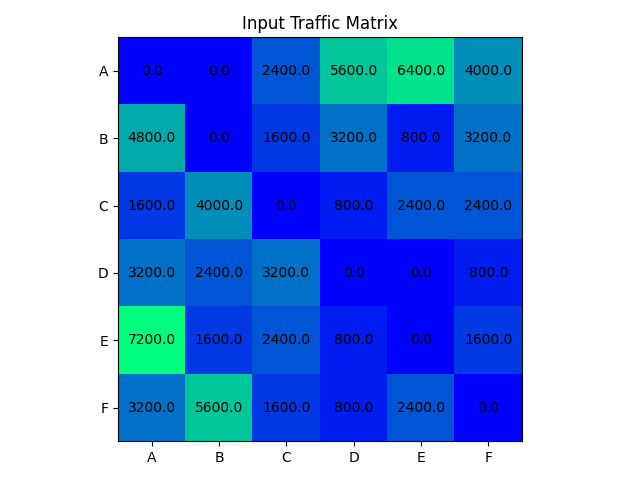 Input Traffic Matrix
A 0.0 0.0 2400.0 5600.0 6400.0 4000.0
B 4800.0 0.0 1600.0 3200.0 800.0 3200.0
C 1600.0 4000.0 0.0 800.0 2400.0 2400.0
D 3200.0 2400.0 3200.0 0.0 0.0 800.0
E 7200.0 1600.0 2400.0 800.0 0.0 1600.0
F 3200.0 5600.0 1600.0 800.0 2400.0 0.0
A B C D E F